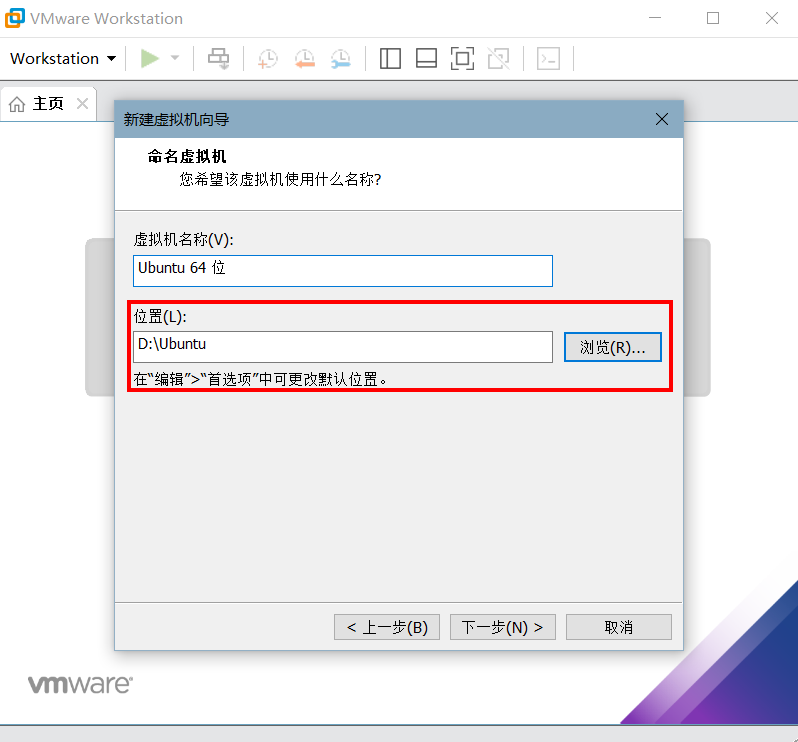 VMware Workstation
Workstation
主页
新建虚拟机向导
命名虚拟机
您希望该虚拟机使用什么名称?
虚拟机名称(V):
Ubuntu 64 位
位置(L):
D:\Ubuntu
浏览(R)...
在“编辑”>“首选项”中可更改默认位置。
< 上一步(B)
下一步(N) >
取消
vmware